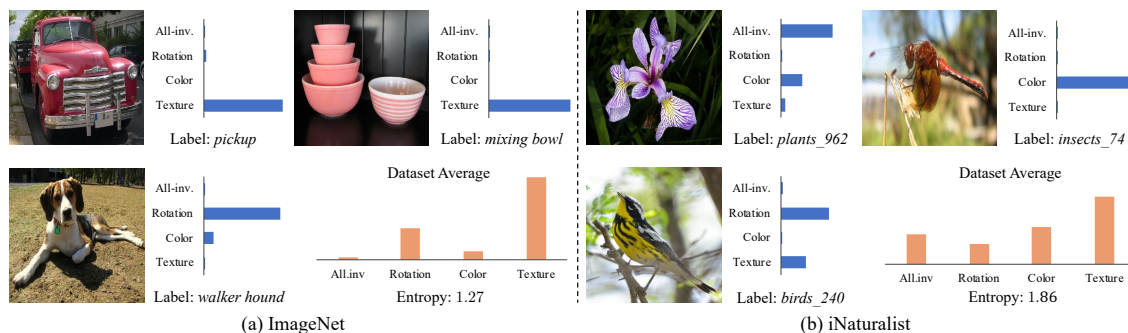 All-inv.
Rotation
Color
Texture
Label: pickup
All-inv.
Rotation
Color
Texture
Label: mixing bowl
All-inv.
Rotation
Color
Texture
Label: walker hound
Dataset Average
All.inv Rotation Color Texture
Entropy: 1.27
(a) ImageNet
All-inv.
Rotation
Color
Texture
Label: plants_962
All-inv.
Rotation
Color
Texture
Label: insects_74
All-inv.
Rotation
Color
Texture
Label: birds_240
Dataset Average
All.inv Rotation Color Texture
Entropy: 1.86
(b) iNaturalist